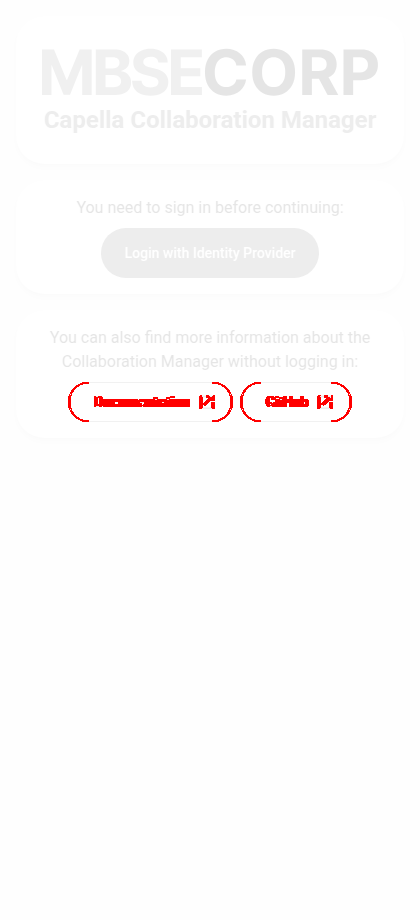 MBSECORP
Capella Collaboration Manager
You need to sign in before continuing:
Login with Identity Provider
You can also find more information about the
Collaboration Manager without logging in:
Documentation GitHub